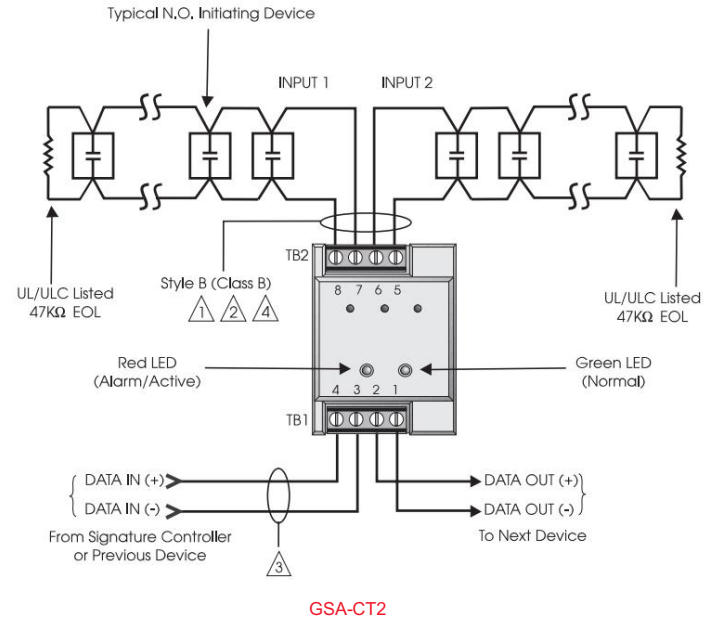 Typical N.O. Initiating Device
INPUT 1
INPUT 2
TB2
8 7 6 5
Style B (Class B)
1 2 4
UL/ULC Listed
47KΩ EOL
UL/ULC Listed
47KΩ EOL
Red LED
(Alarm/Active)
Green LED
(Normal)
4 3 2 1
TB1
DATA IN (+)
DATA IN (-)
DATA OUT (+)
DATA OUT (-)
From Signature Controller
or Previous Device
To Next Device
3
GSA-CT2